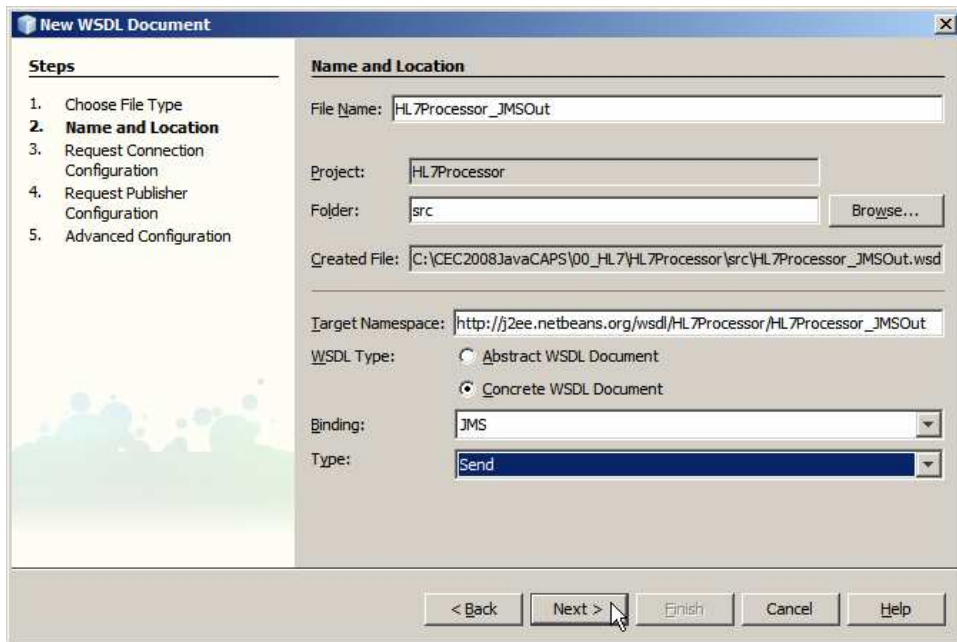 New WSDL Document
Steps
1. Choose File Type
2. Name and Location
3. Request Connection
Configuration
4. Request Publisher
Configuration
5. Advanced Configuration
Name and Location
File Name: HL7Processor_JMSOut
Project: HL7Processor
Folder: src Browse...
Created File: C:\CEC2008JavaCAPS\00_HL7\HL7Processor\src\HL7Processor_JMSOut.wsd
Target Namespace: http://j2ee.netbeans.org/wsdl/HL7Processor/HL7Processor_JMSOut
WSDL Type: Abstract WSDL Document
Concrete WSDL Document
Binding: JMS
Type: Send
< Back Next > Finish Cancel Help